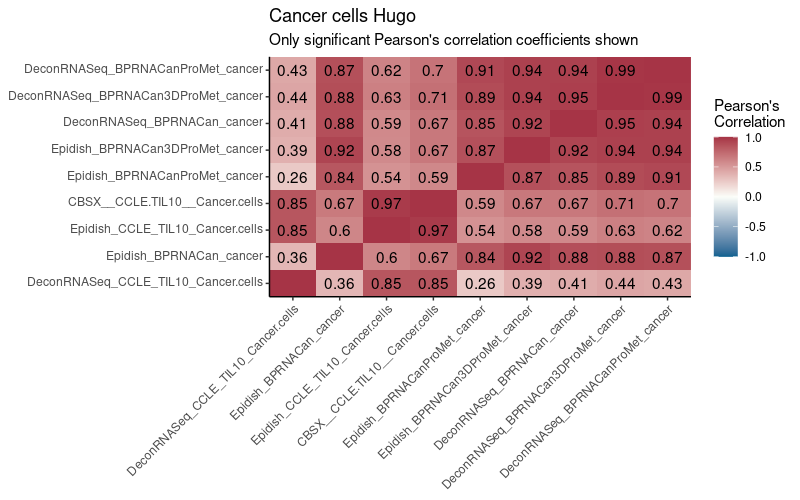 Cancer cells Hugo
Only significant Pearson's correlation coefficients shown
DeconRNASeq_BPRNACanProMet_cancer 0.43 0.87 0.62 0.7 0.91 0.94 0.94 0.99
DeconRNASeq_BPRNACan3DProMet_cancer 0.44 0.88 0.63 0.71 0.89 0.94 0.95 0.99
DeconRNASeq_BPRNACan_cancer 0.41 0.88 0.59 0.67 0.85 0.92 0.95 0.94
Epidish_BPRNACan3DProMet_cancer 0.39 0.92 0.58 0.67 0.87 0.92 0.94 0.94
Epidish_BPRNACanProMet_cancer 0.26 0.84 0.54 0.59 0.87 0.85 0.89 0.91
CBSX__CCLE.TIL10__Cancer.cells 0.85 0.67 0.97 0.59 0.67 0.67 0.71 0.7
Epidish_CCLE_TIL10_Cancer.cells 0.85 0.6 0.97 0.54 0.58 0.59 0.63 0.62
Epidish_BPRNACan_cancer 0.36 0.6 0.67 0.84 0.92 0.88 0.88 0.87
DeconRNASeq_CCLE_TIL10_Cancer.cells 0.36 0.85 0.85 0.26 0.39 0.41 0.44 0.43
DeconRNASeq_CCLE_TIL10_Cancer.cells
Epidish_BPRNACan_cancer
Epidish_CCLE_TIL10_Cancer.cells
CBSX__CCLE.TIL10__Cancer.cells
Epidish_BPRNACanProMet_cancer
Epidish_BPRNACan3DProMet_cancer
DeconRNASeq_BPRNACan_cancer
DeconRNASeq_BPRNACan3DProMet_cancer
DeconRNASeq_BPRNACanProMet_cancer
Pearson's
Correlation
1.0
0.5
0.0
-0.5
-1.0